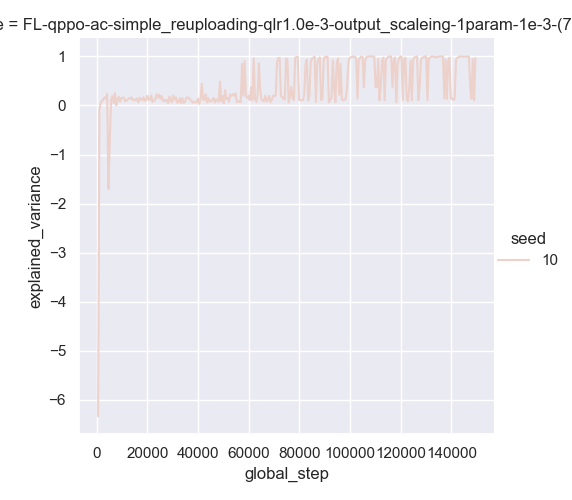 e = FL-qppo-ac-simple_reuploading-qlr1.0e-3-output_scaleing-1param-1e-3-(7
1
0
−1
−2
−3
−4
−5
−6
explained_variance
0 20000 40000 60000 80000 100000 120000 140000
global_step
seed
10